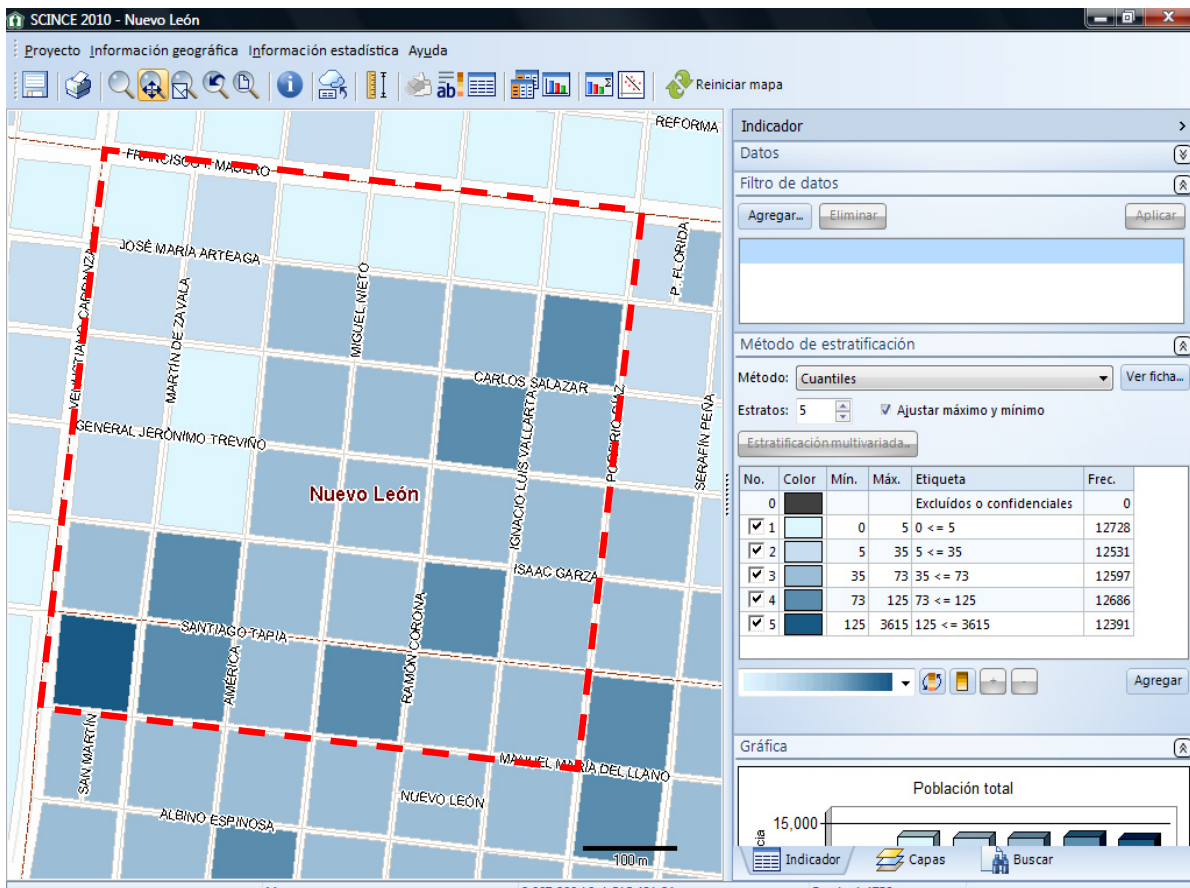 SCINCE 2010 - Nuevo León
Proyecto Información geográfica Información estadística Ayuda
Reiniciar mapa
REFORMA
FRANCISCO I. MADERO
JOSÉ MARÍA ARTEAGA
P. FLORIDA
VENUSTIANO CARRANZA
MARTÍN DE ZAVALA
MIGUEL NIETO
CARLOS SALAZAR
GENERAL JERÓNIMO TREVIÑO
IGNACIO LUIS VALLARTA
PORFIRIO DÍAZ
SERAFÍN PEÑA
Nuevo León
ISAAC GARZA
SANTIAGO TAPIA
AMÉRICA
RAMÓN CORONA
SAN MARTÍN
MANUEL MARÍA DEL LLANO
NUEVO LEÓN
ALBINO ESPINOSA
100 m
Indicador
Datos
Filtro de datos
Agregar... Eliminar Aplicar
Método de estratificación
Método: Cuantiles Ver ficha...
Estratos: 5 Ajustar máximo y mínimo
Estratificación multivariada...
No. Color Mín. Máx. Etiqueta Frec.
0 Excluídos o confidenciales 0
1 0 5 0 <= 5 12728
2 5 35 5 <= 35 12531
3 35 73 35 <= 73 12597
4 73 125 73 <= 125 12686
5 125 3615 125 <= 3615 12391
Agregar
Gráfica
Población total
15,000
Indicador Capas Buscar